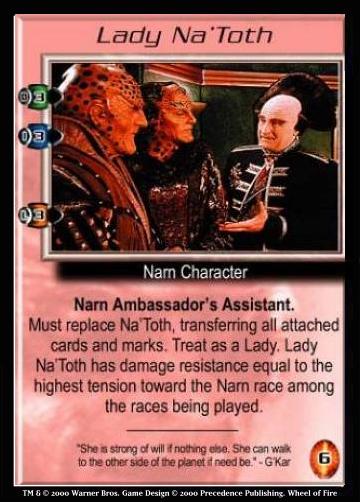 Lady Na'Toth
3
3
3
Narn Character
Narn Ambassador's Assistant.
Must replace Na'Toth, transferring all attached
cards and marks. Treat as a Lady. Lady
Na'Toth has damage resistance equal to the
highest tension toward the Narn race among
the races being played.
"She is strong of will if nothing else. She can walk
to the other side of the planet if need be." - G'Kar
6
TM & © 2000 Warner Bros. Game Design © 2000 Precedence Publishing. Wheel of Fire